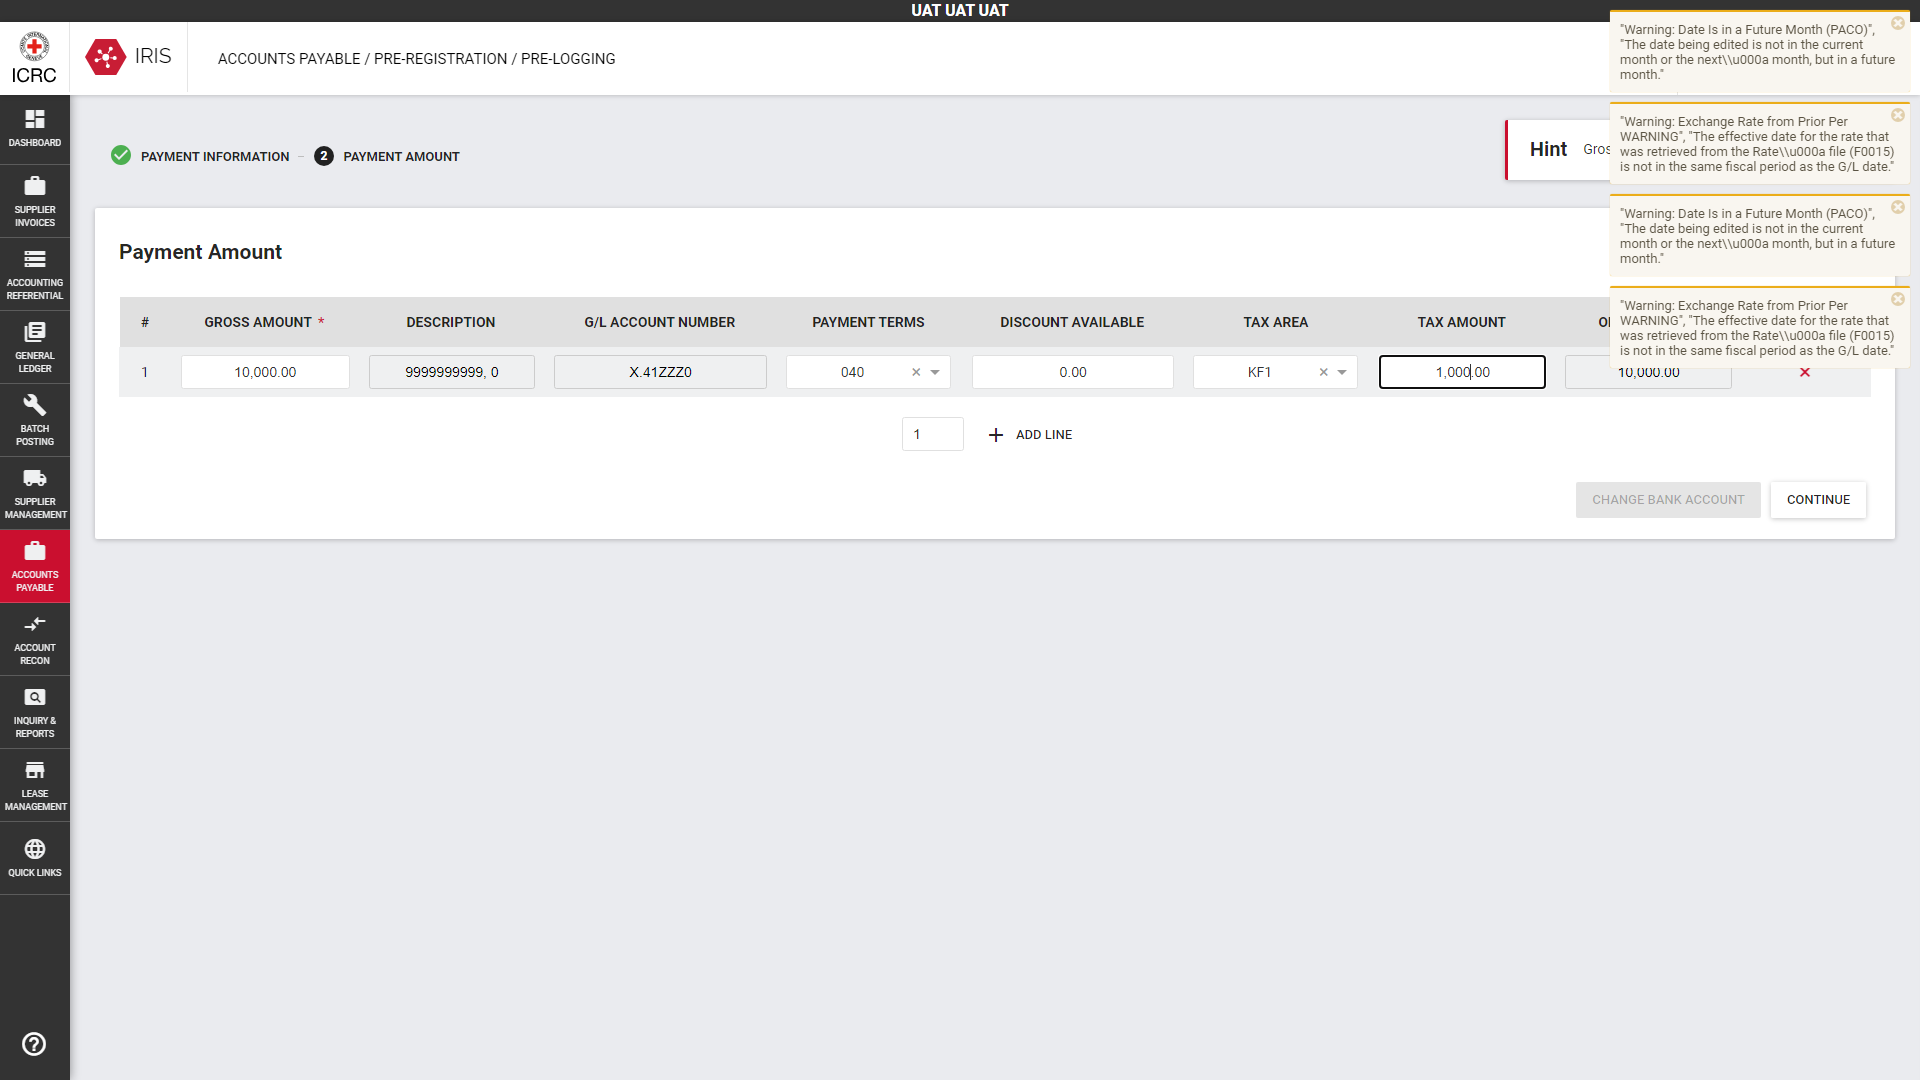 UAT UAT UAT
ICRC
IRIS
ACCOUNTS PAYABLE / PRE-REGISTRATION / PRE-LOGGING
"Warning: Date Is in a Future Month (PACO)",
"The date being edited is not in the current
month or the next\\u000a month, but in a future
month."
"Warning: Exchange Rate from Prior Per
WARNING", "The effective date for the rate that
was retrieved from the Rate\\u000a file (F0015)
is not in the same fiscal period as the G/L date."
"Warning: Date Is in a Future Month (PACO)",
"The date being edited is not in the current
month or the next\\u000a month, but in a future
month."
"Warning: Exchange Rate from Prior Per
WARNING", "The effective date for the rate that
was retrieved from the Rate\\u000a file (F0015)
is not in the same fiscal period as the G/L date."
DASHBOARD
SUPPLIER
INVOICES
ACCOUNTING
REFERENTIAL
GENERAL
LEDGER
BATCH
POSTING
SUPPLIER
MANAGEMENT
ACCOUNTS
PAYABLE
ACCOUNT
RECON
INQUIRY &
REPORTS
LEASE
MANAGEMENT
QUICK LINKS
PAYMENT INFORMATION
2 PAYMENT AMOUNT
Hint
Payment Amount
# GROSS AMOUNT * DESCRIPTION G/L ACCOUNT NUMBER PAYMENT TERMS DISCOUNT AVAILABLE TAX AREA TAX AMOUNT
1 10,000.00 9999999999, 0 X.41ZZZ0 040 0.00 KF1 1,000.00 10,000.00
1 ADD LINE
CHANGE BANK ACCOUNT CONTINUE